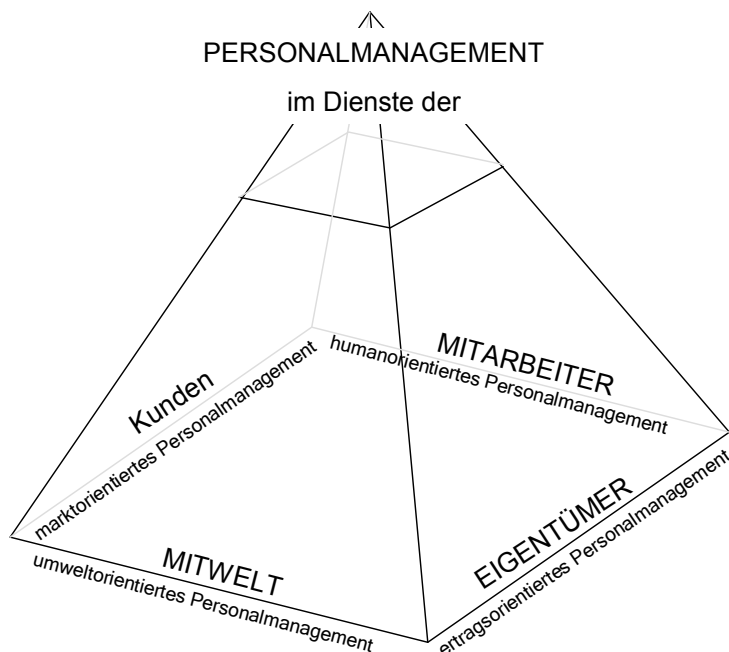 PERSONALMANAGEMENT
im Dienste der
MITARBEITER
humanorientiertes Personalmanagement
Kunden
marktorientiertes Personalmanagement
EIGENTÜMER
ertragsorientiertes Personalmanagement
MITWELT
umweltorientiertes Personalmanagement